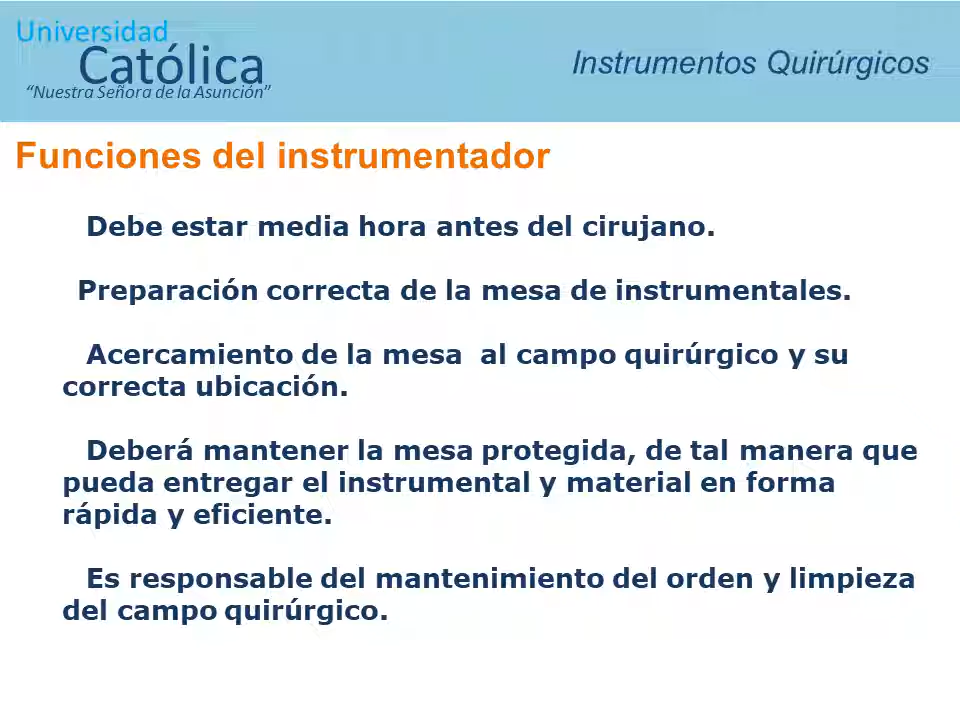 Universidad
Católica
“Nuestra Señora de la Asunción”
Instrumentos Quirúrgicos
Funciones del instrumentador
Debe estar media hora antes del cirujano.
Preparación correcta de la mesa de instrumentales.
Acercamiento de la mesa  al campo quirúrgico y su
correcta ubicación.
Deberá mantener la mesa protegida, de tal manera que
pueda entregar el instrumental y material en forma
rápida y eficiente.
Es responsable del mantenimiento del orden y limpieza
del campo quirúrgico.